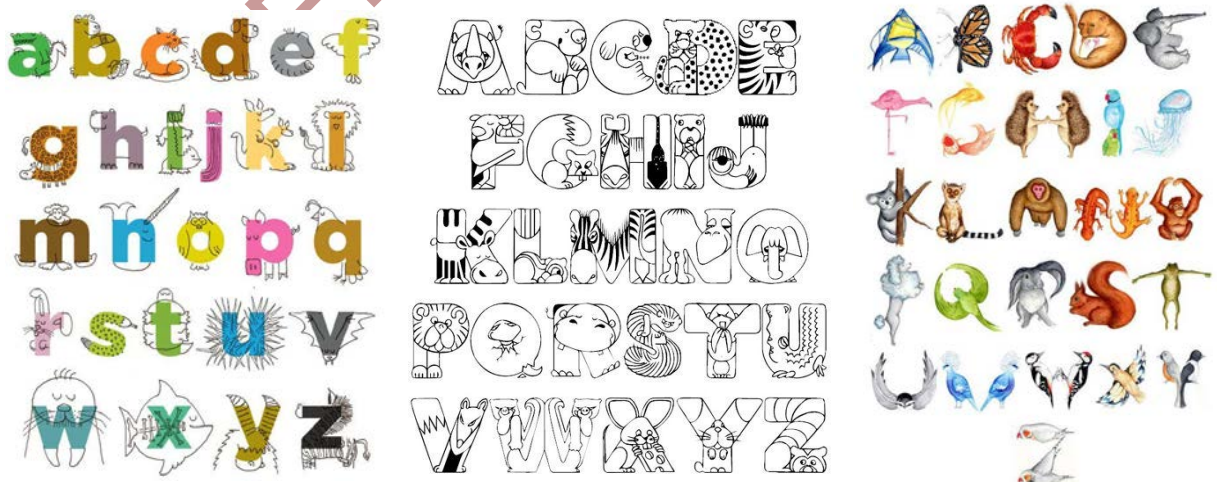 a b c d e f
g h i j k l
m n o p q
r s t u v
w x y z
A B C D E
F G H I J
K L M N O
P Q R S T U
V W X Y Z
A B C D E
F G H I J
K L M N O
P Q R S T
U V W X Y
Z